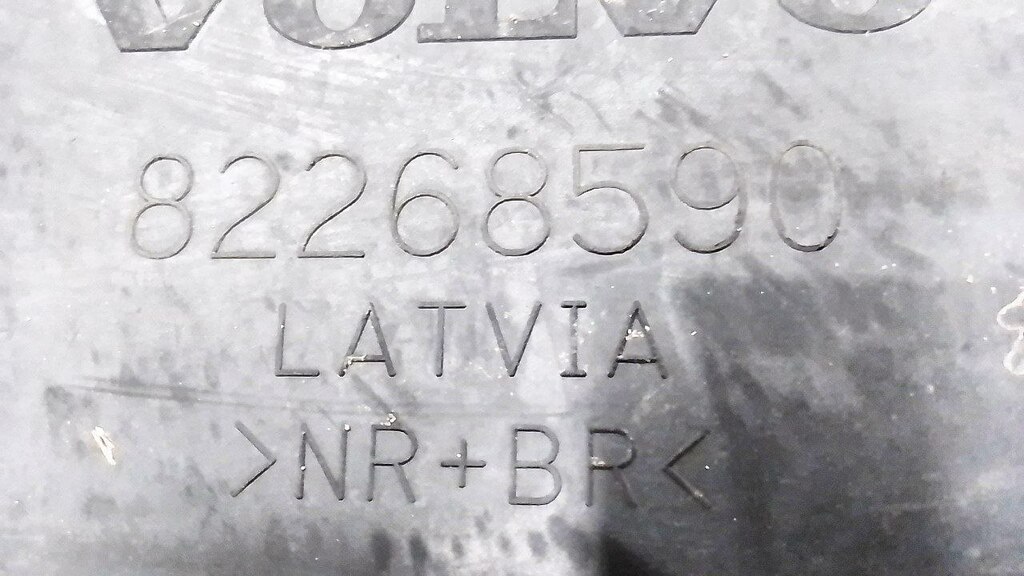 VOLVO
82268590
LATVIA
>NR+BR<